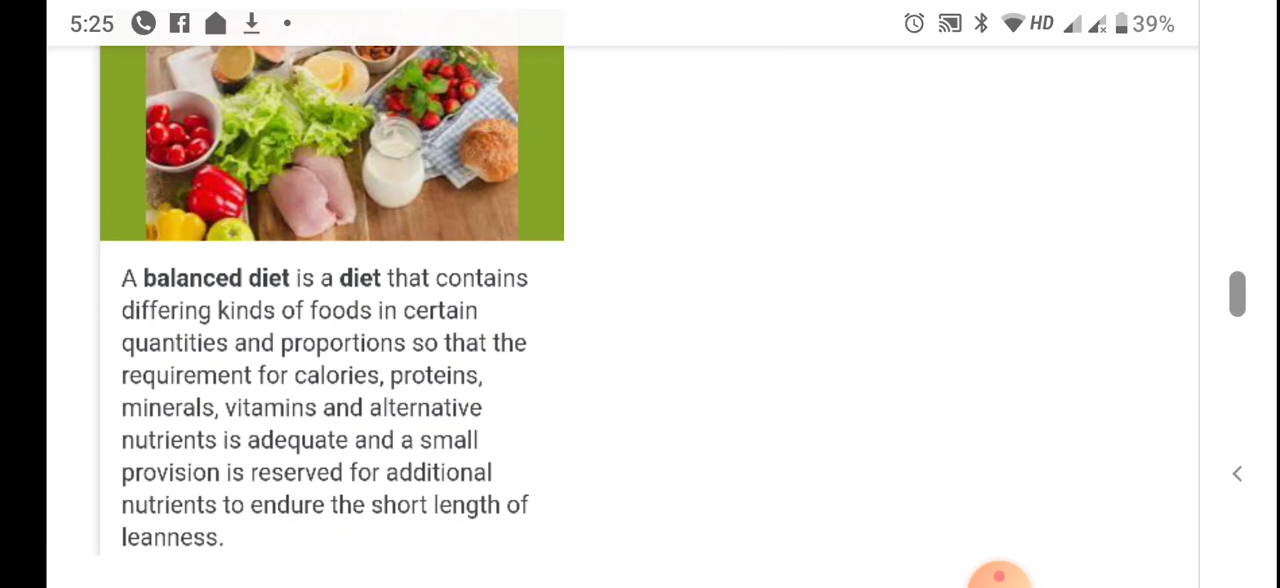 5:25 HD 39%
A balanced diet is a diet that contains
differing kinds of foods in certain
quantities and proportions so that the
requirement for calories, proteins,
minerals, vitamins and alternative
nutrients is adequate and a small
provision is reserved for additional
nutrients to endure the short length of
leanness.